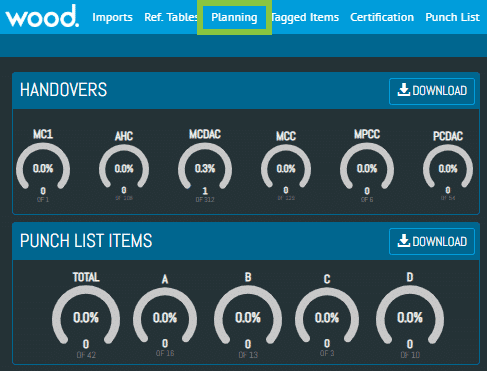 wood. Imports Ref. Tables Planning Tagged Items Certification Punch List
HANDOVERS DOWNLOAD
MC1 AHC MCDAC MCC MPCC PCDAC
0.0% 0.0% 0.3% 0.0% 0.0% 0.0%
0 0 1 0 0 0
OF 1 OF 109 OF 312 OF 123 OF 6 OF 54
PUNCH LIST ITEMS DOWNLOAD
TOTAL A B C D
0.0% 0.0% 0.0% 0.0% 0.0%
0 0 0 0 0
OF 42 OF 16 OF 13 OF 3 OF 10